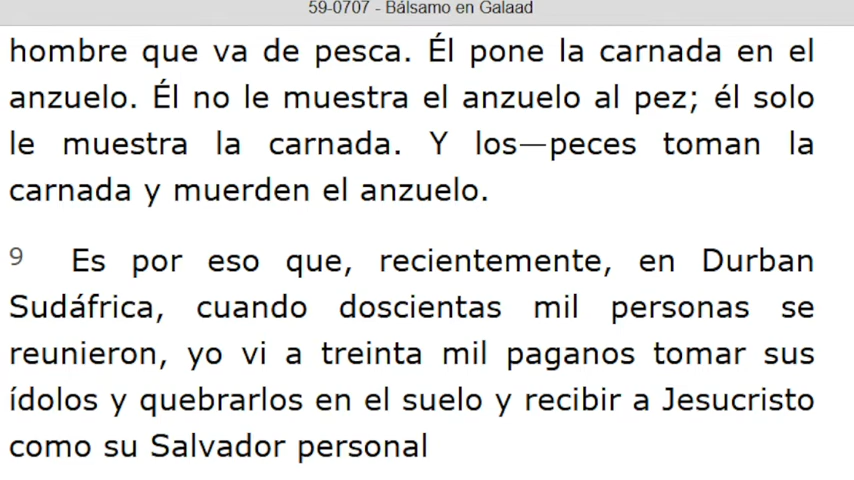 59-0707 - Bálsamo en Galaad
hombre que va de pesca. Él pone la carnada en el
anzuelo. Él no le muestra el anzuelo al pez; él solo
le muestra la carnada. Y los—peces toman la
carnada y muerden el anzuelo.
9 Es por eso que, recientemente, en Durban
Sudáfrica, cuando doscientas mil personas se
reunieron, yo vi a treinta mil paganos tomar sus
ídolos y quebrarlos en el suelo y recibir a Jesucristo
como su Salvador personal